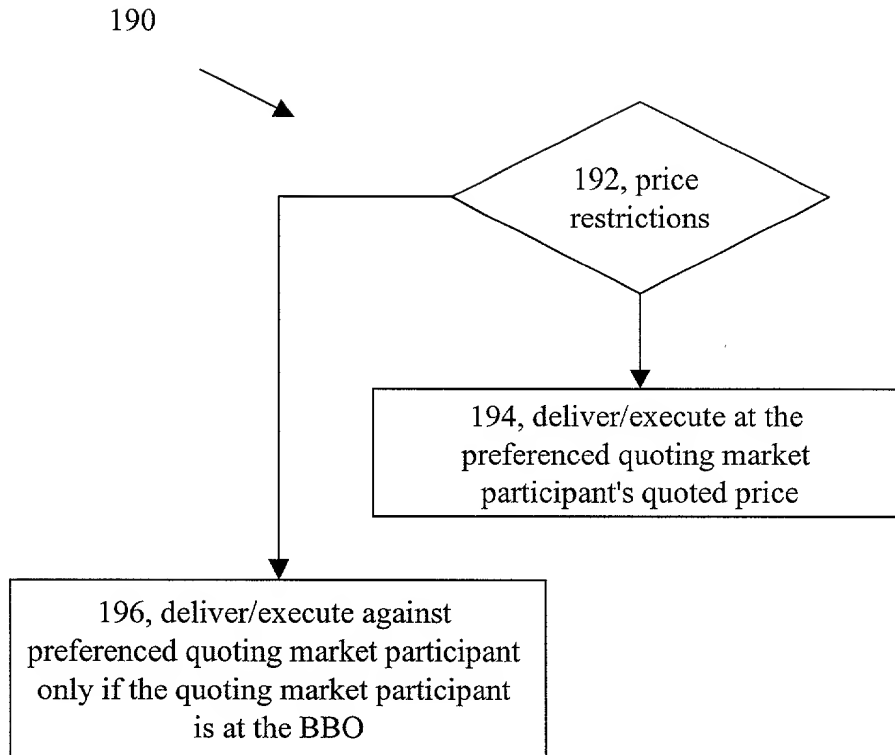 190
192, price
restrictions
194, deliver/execute at the
preferenced quoting market
participant's quoted price
196, deliver/execute against
preferenced quoting market participant
only if the quoting market participant
is at the BBO